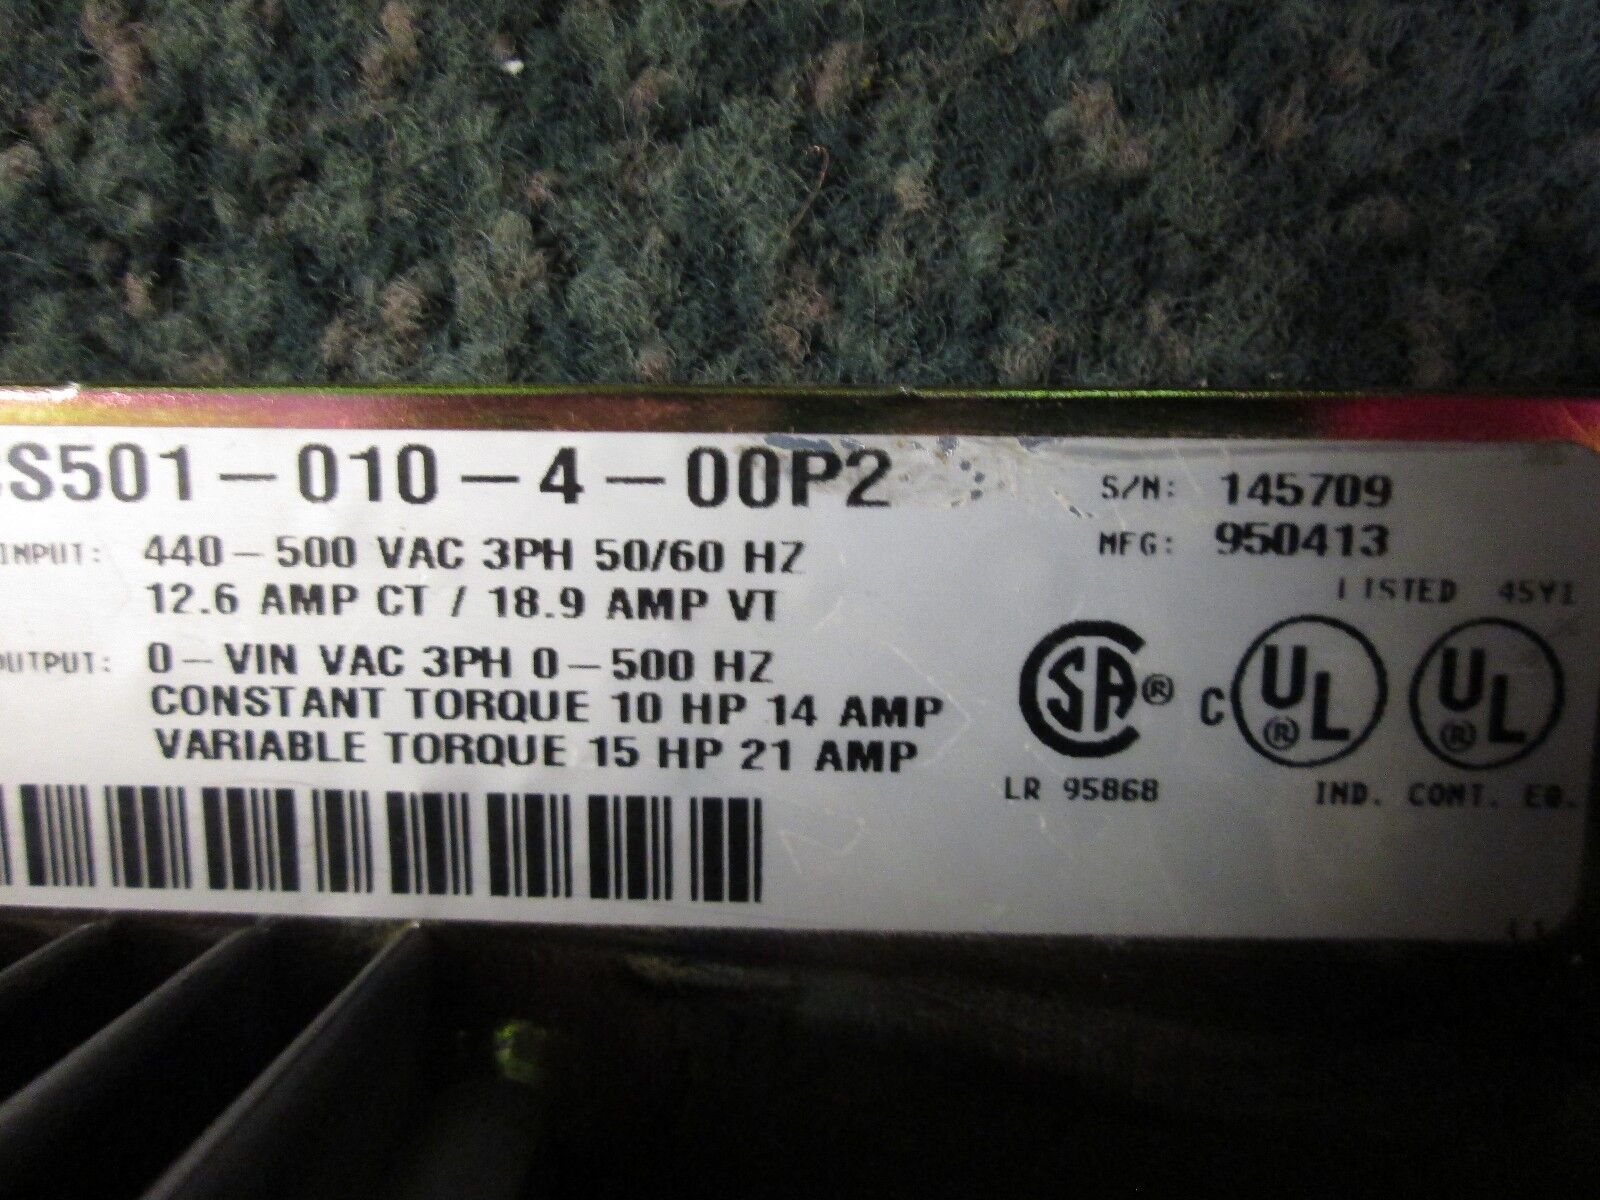 S501-010-4-00P2
S/N: 145709
MFG: 950413
INPUT: 440-500 VAC 3PH 50/60 HZ
12.6 AMP CT / 18.9 AMP VT
LISTED 45Y1
OUTPUT: 0-VIN VAC 3PH 0-500 HZ
CONSTANT TORQUE 10 HP 14 AMP
VARIABLE TORQUE 15 HP 21 AMP
SA®
C UL® UL®
LR 95868
IND. CONT. EQ.